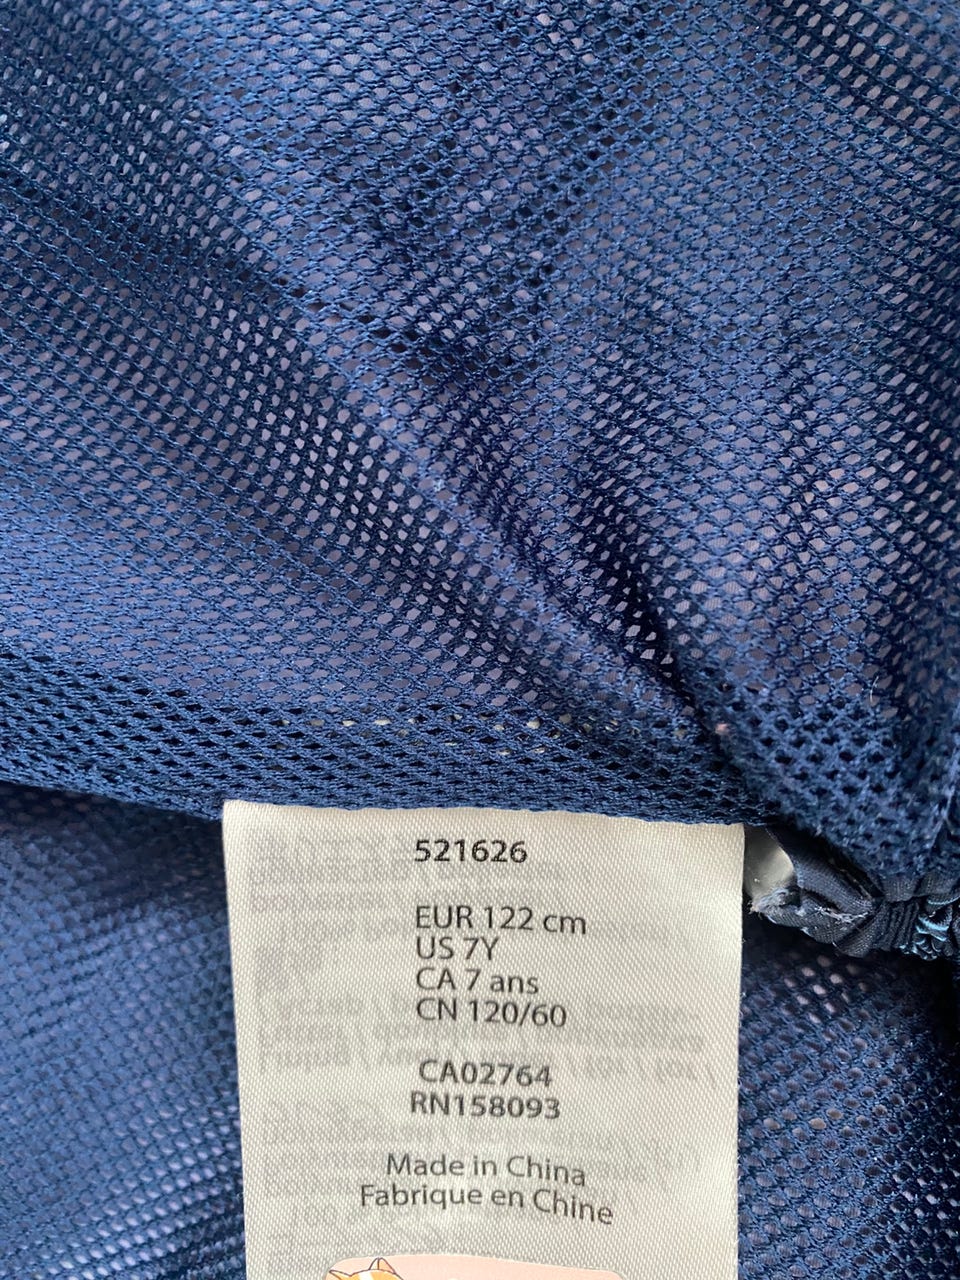 521626
EUR 122 cm
US 7Y
CA 7 ans
CN 120/60
CA02764
RN158093
Made in China
Fabrique en Chine